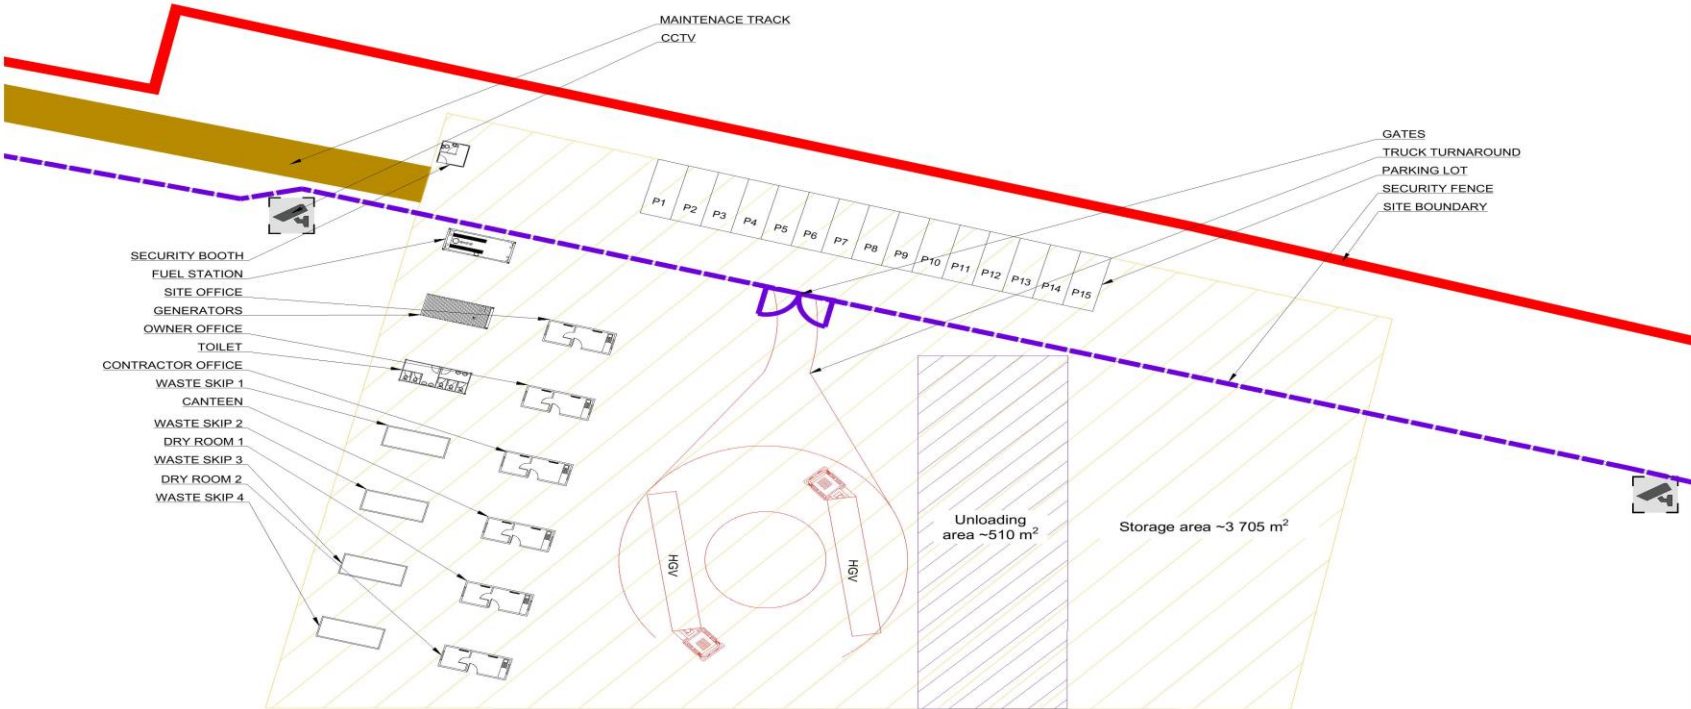 MAINTENACE TRACK
CCTV
GATES
TRUCK TURNAROUND
PARKING LOT
SECURITY FENCE
SITE BOUNDARY
P1
P2
P3
P4
P5
P6
P7
P8
P9
P10
P11
P12
P13
P14
P15
SECURITY BOOTH
FUEL STATION
SITE OFFICE
GENERATORS
OWNER OFFICE
TOILET
CONTRACTOR OFFICE
WASTE SKIP 1
CANTEEN
WASTE SKIP 2
DRY ROOM 1
WASTE SKIP 3
DRY ROOM 2
WASTE SKIP 4
HGV
HGV
Unloading
area ~510 m²
Storage area ~3 705 m²